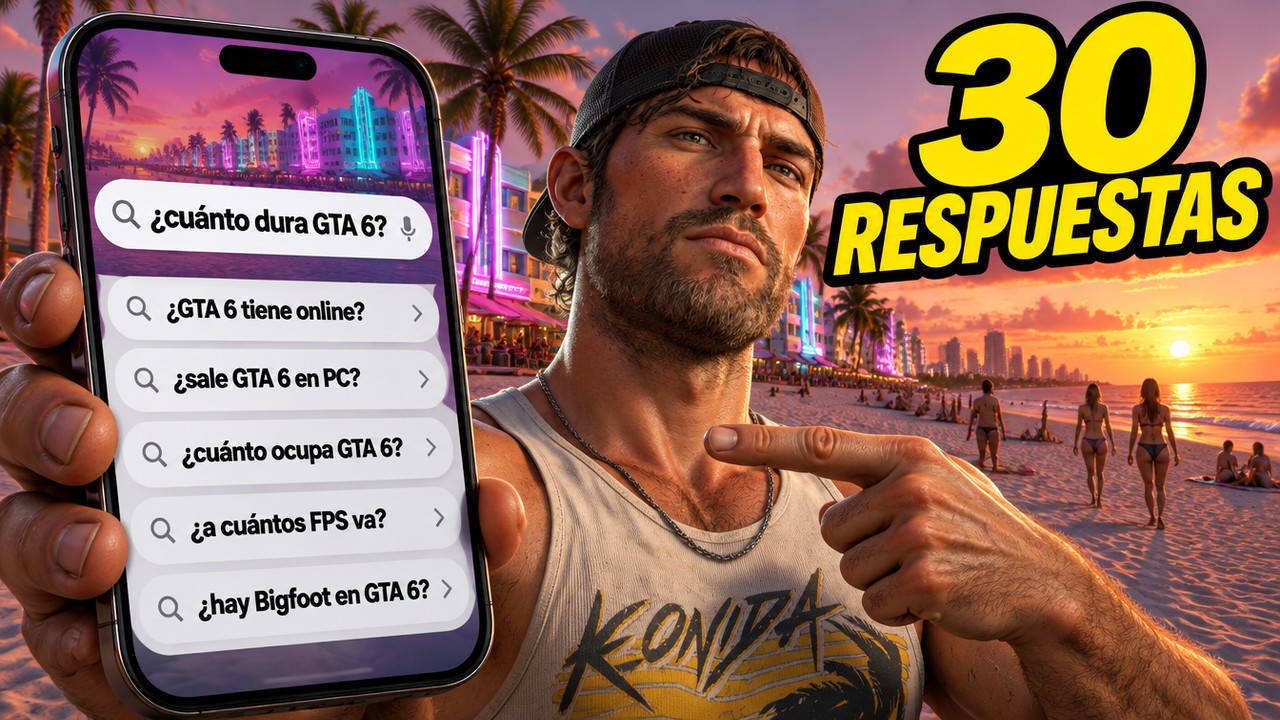 30
RESPUESTAS
¿cuánto dura GTA 6?
¿GTA 6 tiene online?
¿sale GTA 6 en PC?
¿cuánto ocupa GTA 6?
¿a cuántos FPS va?
¿hay Bigfoot en GTA 6?
KONIDA